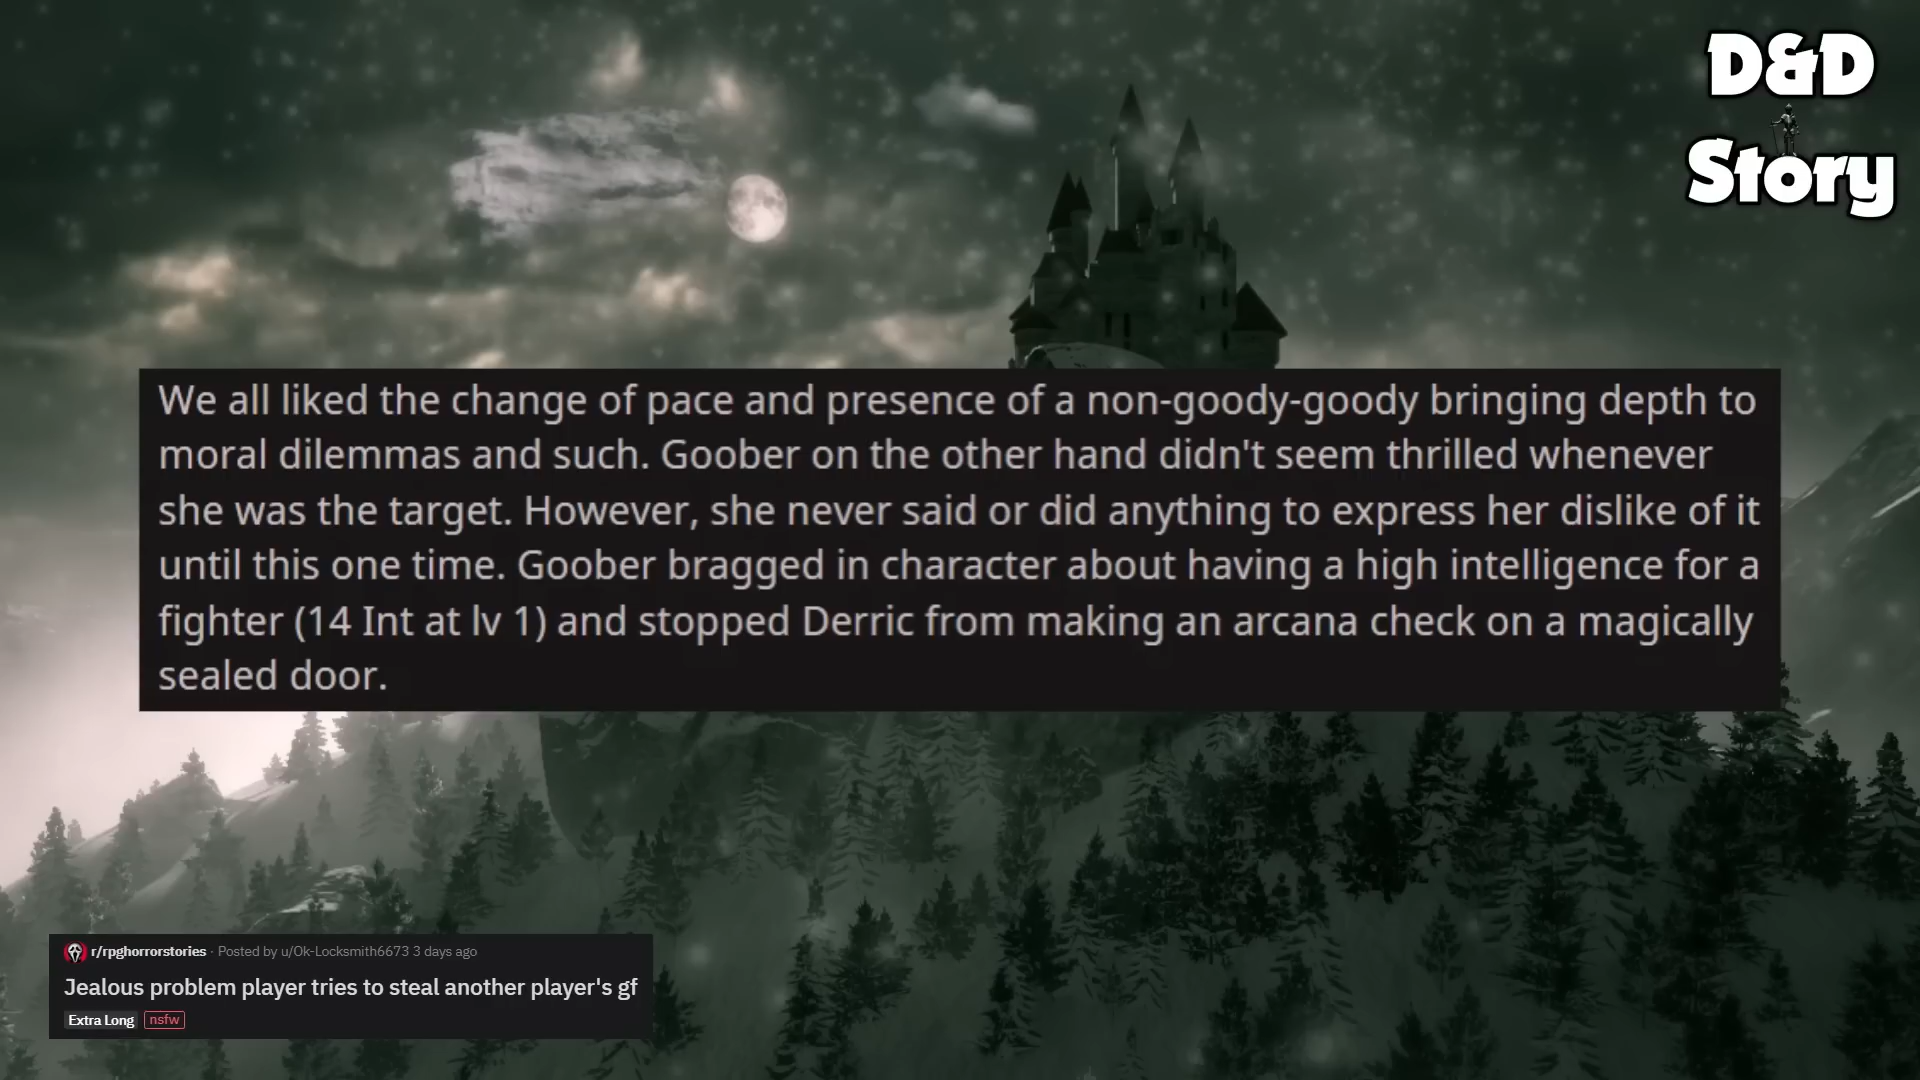 D&D
Story
We all liked the change of pace and presence of a non-goody-goody bringing depth to
moral dilemmas and such. Goober on the other hand didn't seem thrilled whenever
she was the target. However, she never said or did anything to express her dislike of it
until this one time. Goober bragged in character about having a high intelligence for a
fighter (14 Int at lv 1) and stopped Derric from making an arcana check on a magically
sealed door.
r/rpghorrorstories · Posted by u/Ok-Locksmith6673 3 days ago
Jealous problem player tries to steal another player's gf
Extra Long nsfw